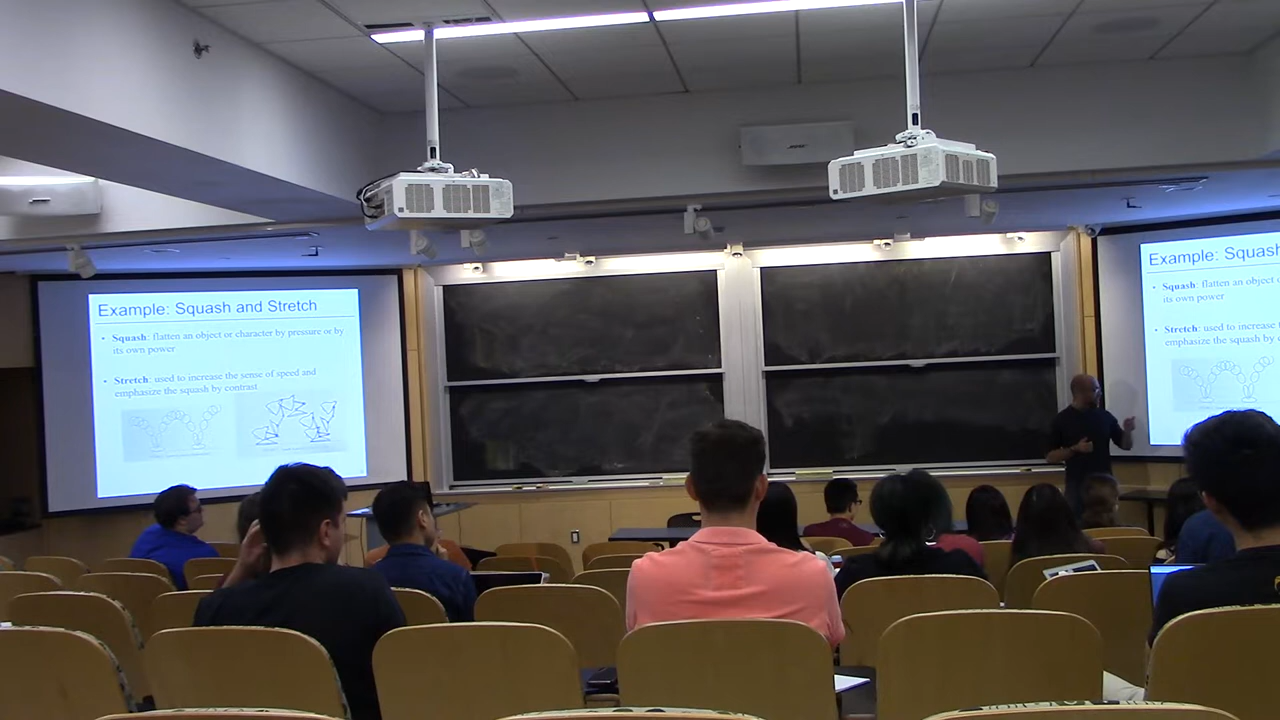 Example: Squash and Stretch
• Squash: flatten an object or character by pressure or by
its own power
• Stretch: used to increase the sense of speed and
emphasize the squash by contrast
BOSE
Example: Squash
• Squash: flatten an object
its own power
• Stretch: used to increase
emphasize the squash by